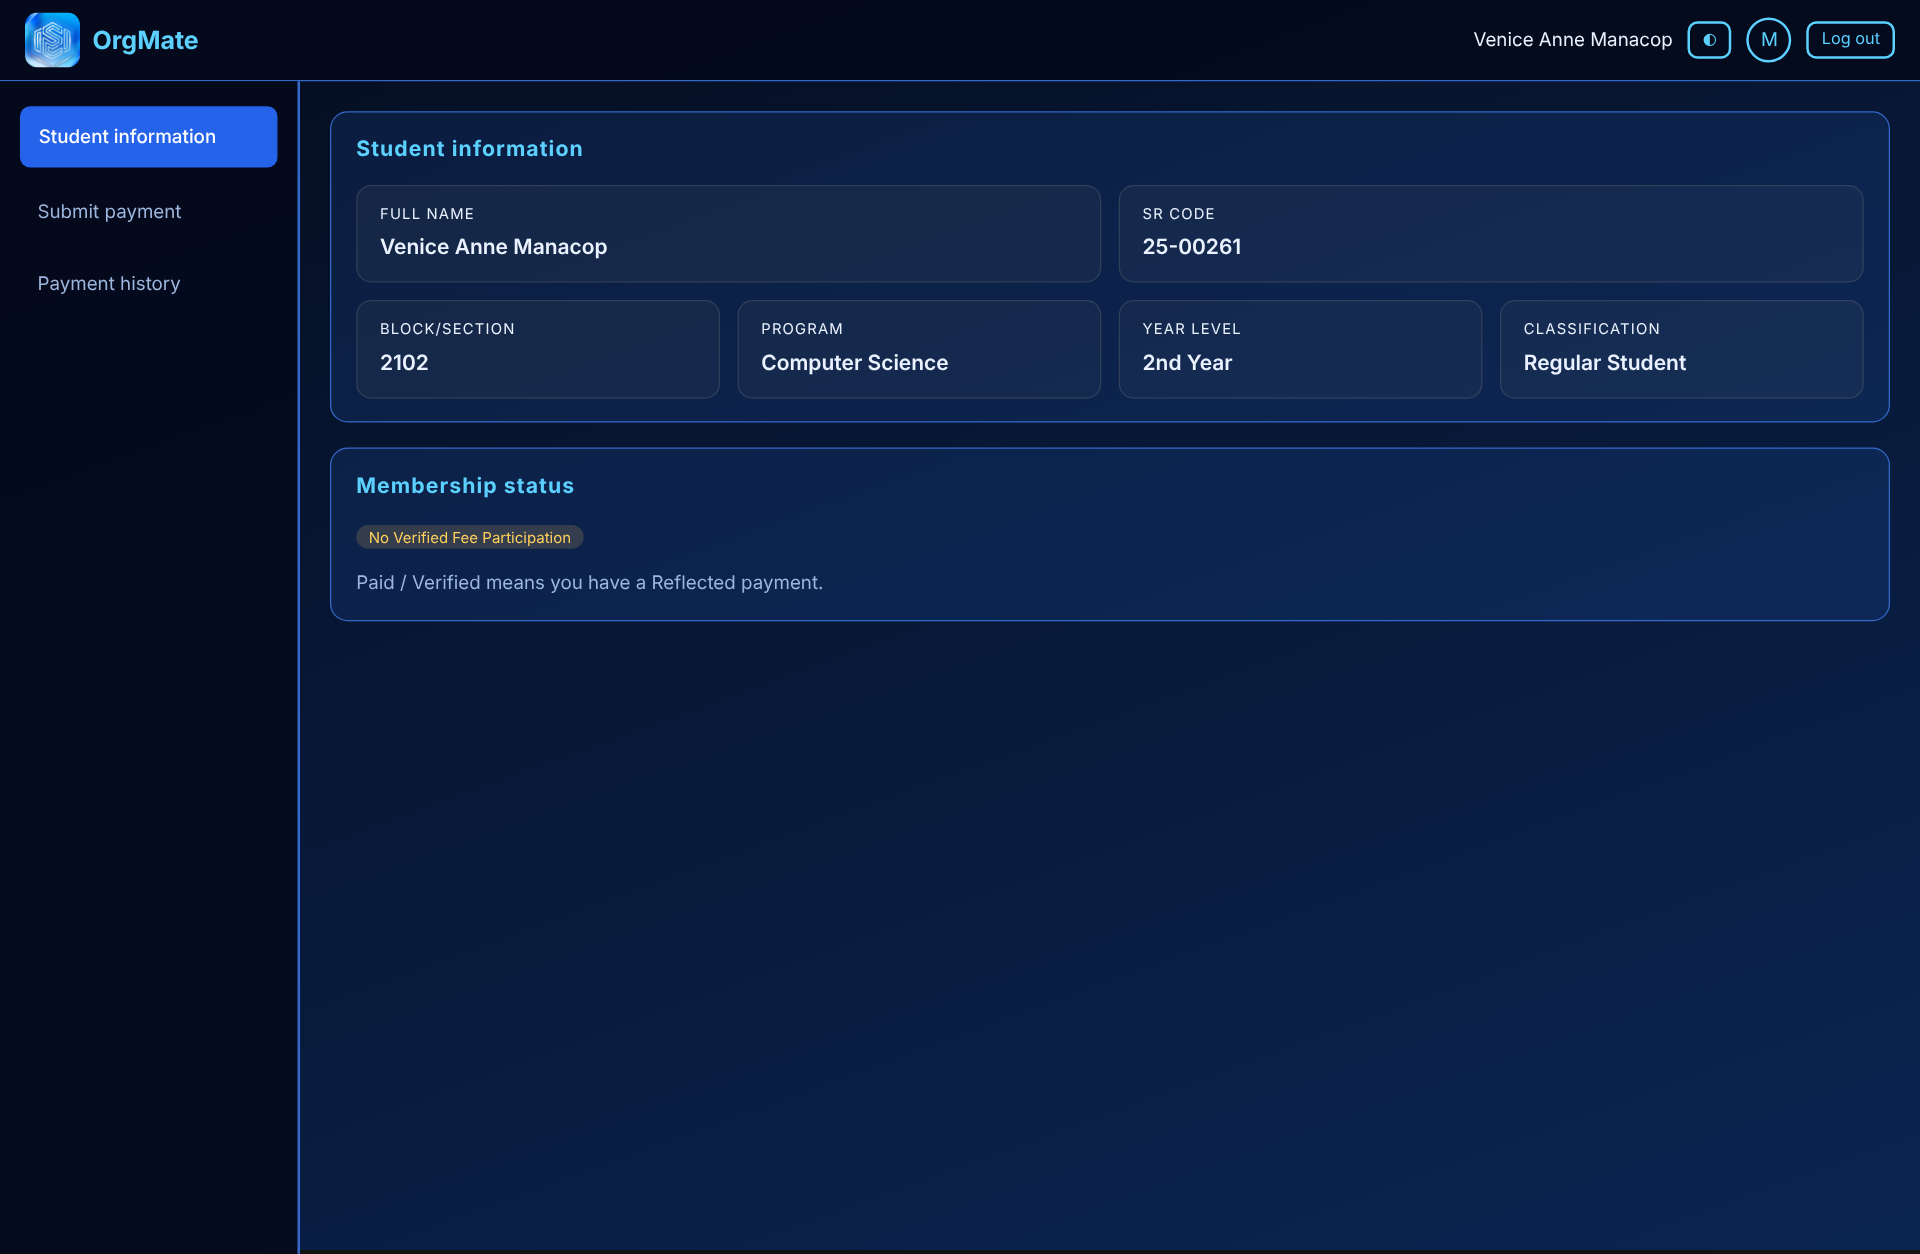 OrgMate
Venice Anne Manacop
M
Log out
Student information
Submit payment
Payment history
Student information
FULL NAME
Venice Anne Manacop
SR CODE
25-00261
BLOCK/SECTION
2102
PROGRAM
Computer Science
YEAR LEVEL
2nd Year
CLASSIFICATION
Regular Student
Membership status
No Verified Fee Participation
Paid / Verified means you have a Reflected payment.